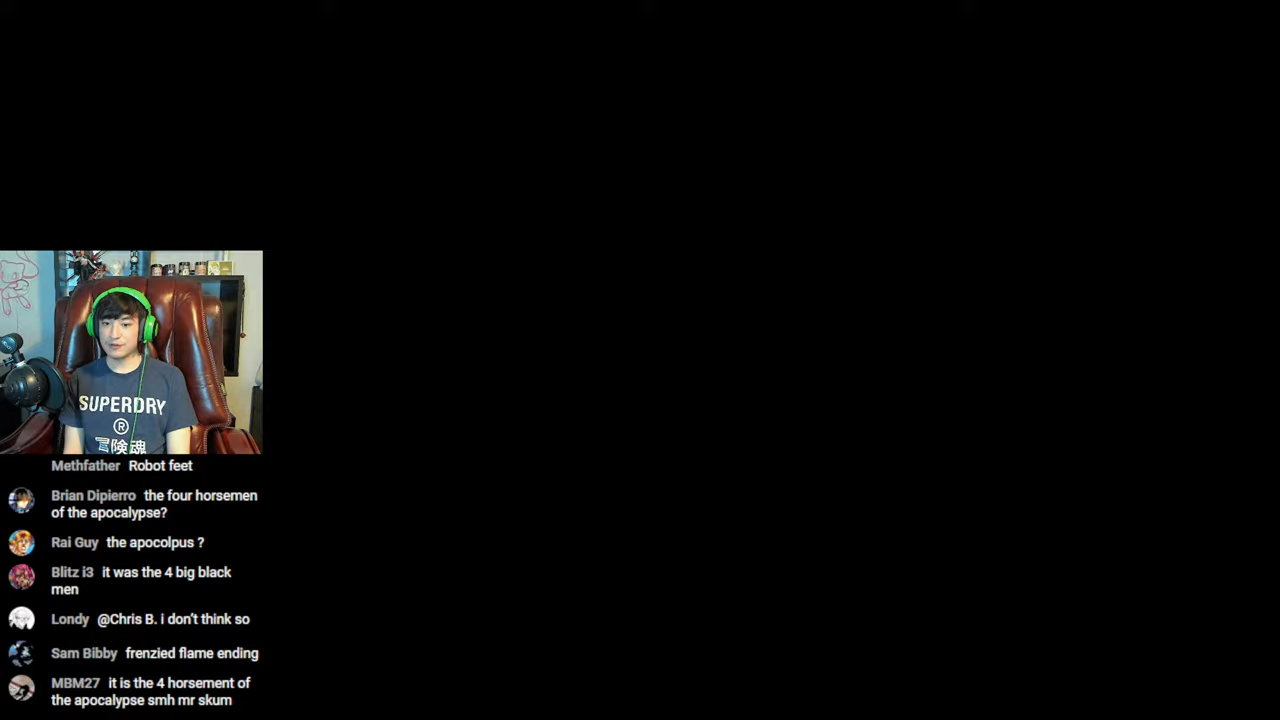 SUPERDRY
®
冒険魂
Methfather Robot feet
Brian Dipierro the four horsemen
of the apocalypse?
Rai Guy the apocolpus ?
Blitz i3 it was the 4 big black
men
Londy @Chris B. i don't think so
Sam Bibby frenzied flame ending
MBM27 it is the 4 horsement of
the apocalypse smh mr skum